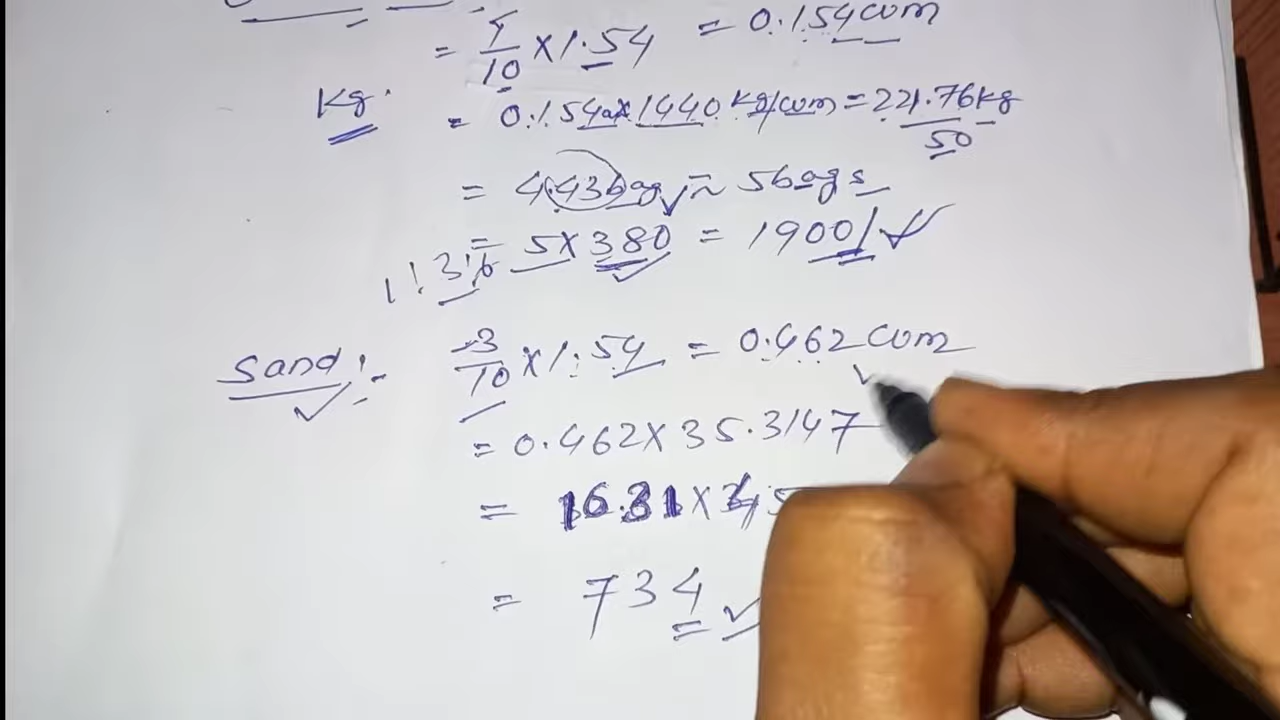 = 1/10 × 1.54 = 0.154 cum
Kg. = 0.154 × 1440 kg/cum = 221.76 kg/50
= 4.43 bag ≈ 5 bags
= 5 × 380 = 1900/
1:3:6
Sand:- 3/10 × 1.54 = 0.462 cum
= 0.462 × 35.3147
= 16.31 ×
= 734